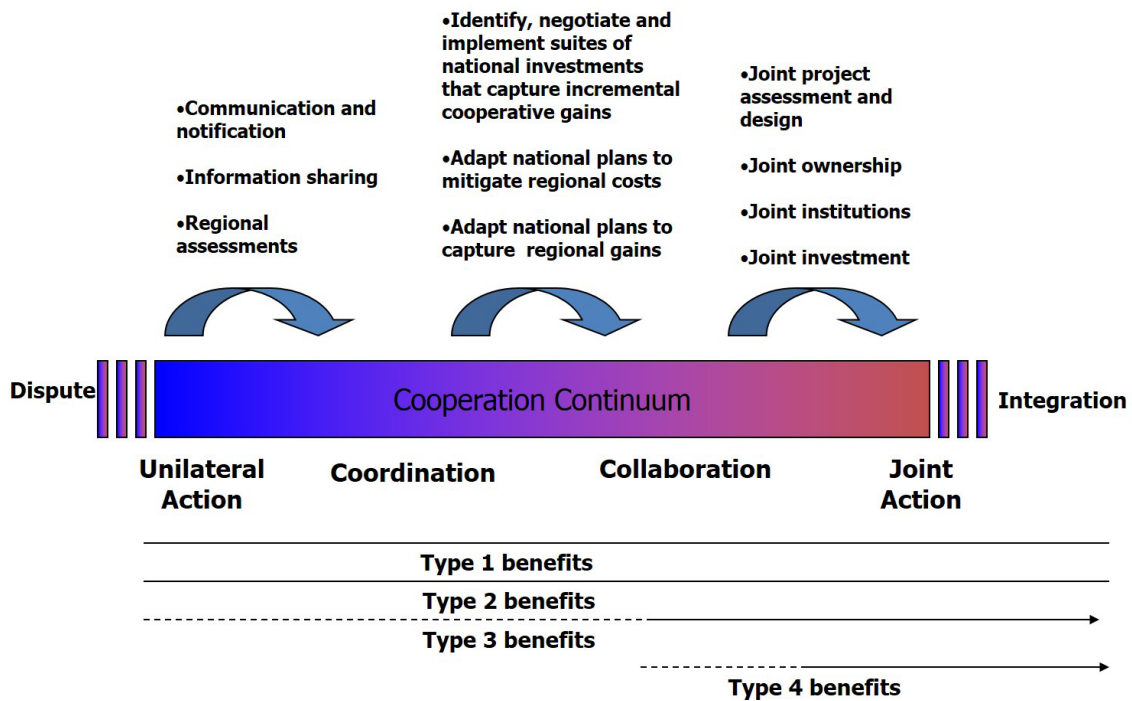 •Communication and
notification
•Information sharing
•Regional
assessments
•Identify, negotiate and
implement suites of
national investments
that capture incremental
cooperative gains
•Adapt national plans to
mitigate regional costs
•Adapt national plans to
capture regional gains
•Joint project
assessment and
design
•Joint ownership
•Joint institutions
•Joint investment
Dispute
Cooperation Continuum
Integration
Unilateral
Action
Coordination
Collaboration
Joint
Action
Type 1 benefits
Type 2 benefits
Type 3 benefits
Type 4 benefits